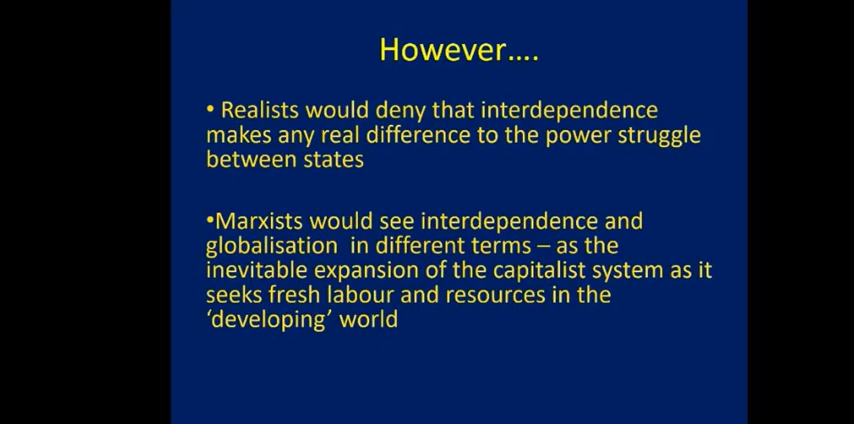 However....
• Realists would deny that interdependence
makes any real difference to the power struggle
between states
•Marxists would see interdependence and
globalisation in different terms – as the
inevitable expansion of the capitalist system as it
seeks fresh labour and resources in the
‘developing’ world